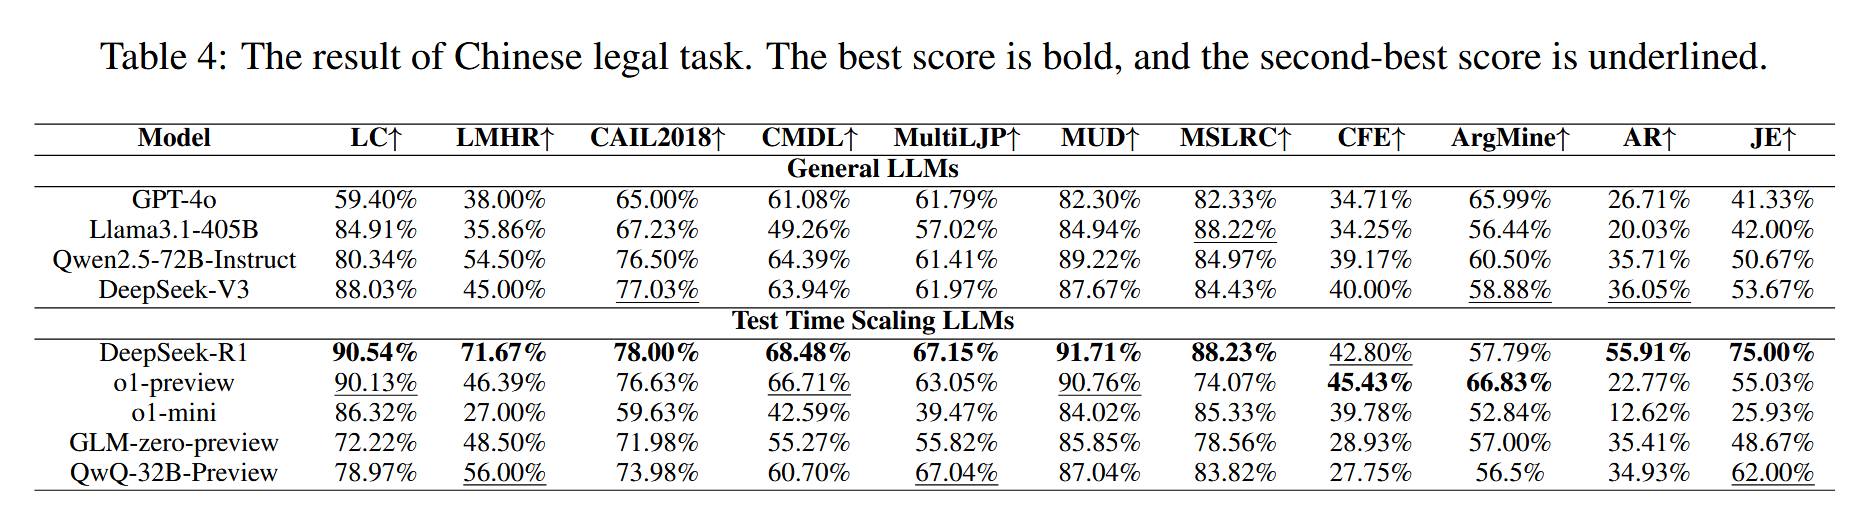 Table 4: The result of Chinese legal task. The best score is bold, and the second-best score is underlined.
Model LC↑ LMHR↑ CAIL2018↑ CMDL↑ MultiLJP↑ MUD↑ MSLRC↑ CFE↑ ArgMine↑ AR↑ JE↑
General LLMs
GPT-4o 59.40% 38.00% 65.00% 61.08% 61.79% 82.30% 82.33% 34.71% 65.99% 26.71% 41.33%
Llama3.1-405B 84.91% 35.86% 67.23% 49.26% 57.02% 84.94% 88.22% 34.25% 56.44% 20.03% 42.00%
Qwen2.5-72B-Instruct 80.34% 54.50% 76.50% 64.39% 61.41% 89.22% 84.97% 39.17% 60.50% 35.71% 50.67%
DeepSeek-V3 88.03% 45.00% 77.03% 63.94% 61.97% 87.67% 84.43% 40.00% 58.88% 36.05% 53.67%
Test Time Scaling LLMs
DeepSeek-R1 90.54% 71.67% 78.00% 68.48% 67.15% 91.71% 88.23% 42.80% 57.79% 55.91% 75.00%
o1-preview 90.13% 46.39% 76.63% 66.71% 63.05% 90.76% 74.07% 45.43% 66.83% 22.77% 55.03%
o1-mini 86.32% 27.00% 59.63% 42.59% 39.47% 84.02% 85.33% 39.78% 52.84% 12.62% 25.93%
GLM-zero-preview 72.22% 48.50% 71.98% 55.27% 55.82% 85.85% 78.56% 28.93% 57.00% 35.41% 48.67%
QwQ-32B-Preview 78.97% 56.00% 73.98% 60.70% 67.04% 87.04% 83.82% 27.75% 56.5% 34.93% 62.00%